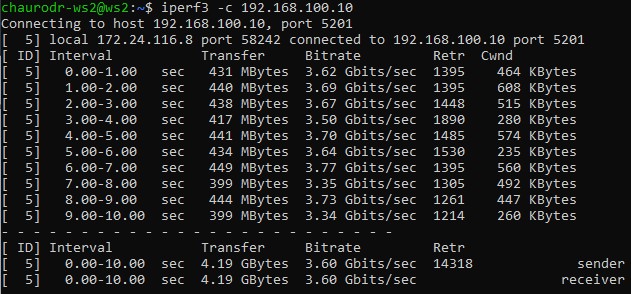 chaurodr-ws2@ws2:~$ iperf3 -c 192.168.100.10
Connecting to host 192.168.100.10, port 5201
[  5] local 172.24.116.8 port 58242 connected to 192.168.100.10 port 5201
[ ID] Interval           Transfer     Bitrate         Retr  Cwnd
[  5]   0.00-1.00   sec   431 MBytes  3.62 Gbits/sec  1395    464 KBytes
[  5]   1.00-2.00   sec   440 MBytes  3.69 Gbits/sec  1395    608 KBytes
[  5]   2.00-3.00   sec   438 MBytes  3.67 Gbits/sec  1448    515 KBytes
[  5]   3.00-4.00   sec   417 MBytes  3.50 Gbits/sec  1890    280 KBytes
[  5]   4.00-5.00   sec   441 MBytes  3.70 Gbits/sec  1485    574 KBytes
[  5]   5.00-6.00   sec   434 MBytes  3.64 Gbits/sec  1530    235 KBytes
[  5]   6.00-7.00   sec   449 MBytes  3.77 Gbits/sec  1395    560 KBytes
[  5]   7.00-8.00   sec   399 MBytes  3.35 Gbits/sec  1305    492 KBytes
[  5]   8.00-9.00   sec   444 MBytes  3.73 Gbits/sec  1261    447 KBytes
[  5]   9.00-10.00  sec   399 MBytes  3.34 Gbits/sec  1214    260 KBytes
- - - - - - - - - - - - - - - - - - - - - - - - -
[ ID] Interval           Transfer     Bitrate         Retr
[  5]   0.00-10.00  sec  4.19 GBytes  3.60 Gbits/sec  14318             sender
[  5]   0.00-10.00  sec  4.19 GBytes  3.60 Gbits/sec                  receiver